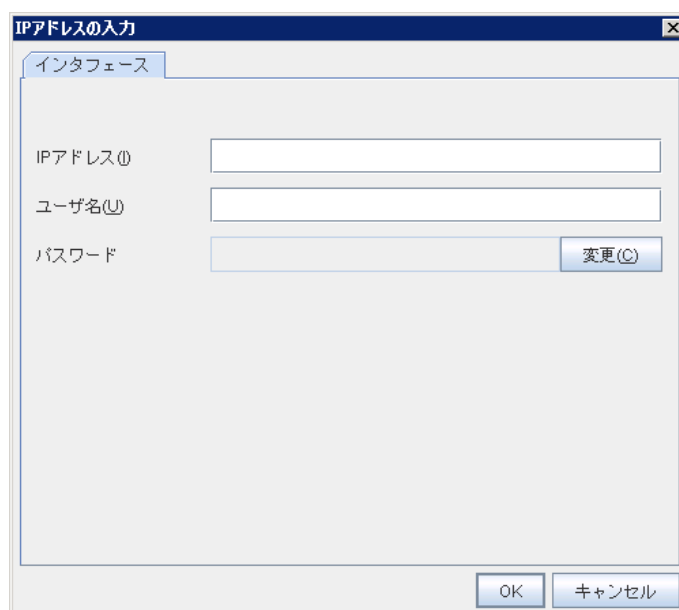 IPアドレスの入力
インタフェース
IPアドレス(I)
ユーザ名(U)
パスワード 変更(C)
OK キャンセル